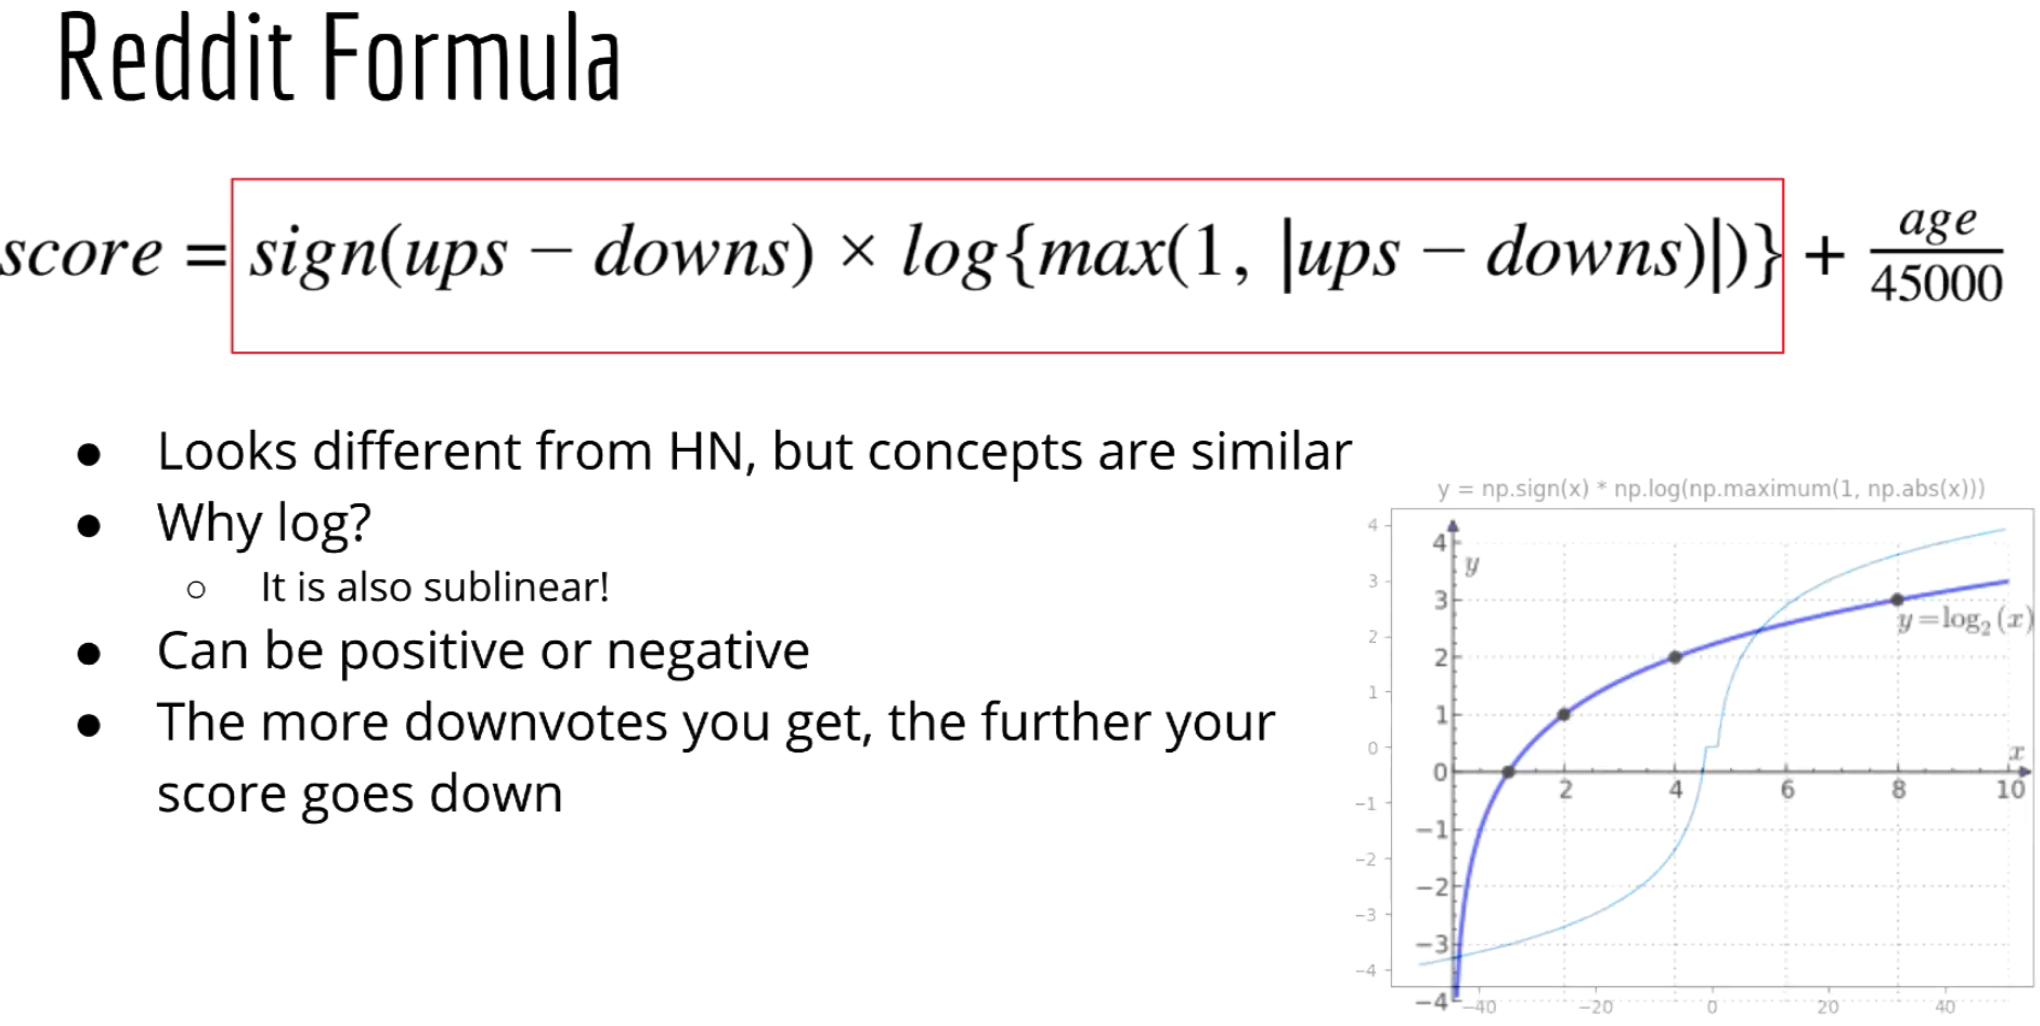 Reddit Formula
score = sign(ups − downs) × log{max(1, |ups − downs)|)} + age/45000
● Looks different from HN, but concepts are similar
● Why log?
○ It is also sublinear!
● Can be positive or negative
● The more downvotes you get, the further your
score goes down
y = np.sign(x) * np.log(np.maximum(1, np.abs(x)))
4
3
2
1
0
−1
−2
−3
−4
4
3
2
1
0
−1
−2
−3
−4
y
y=log₂(x)
x
2 4 6 8 10
−40 −20 0 20 40